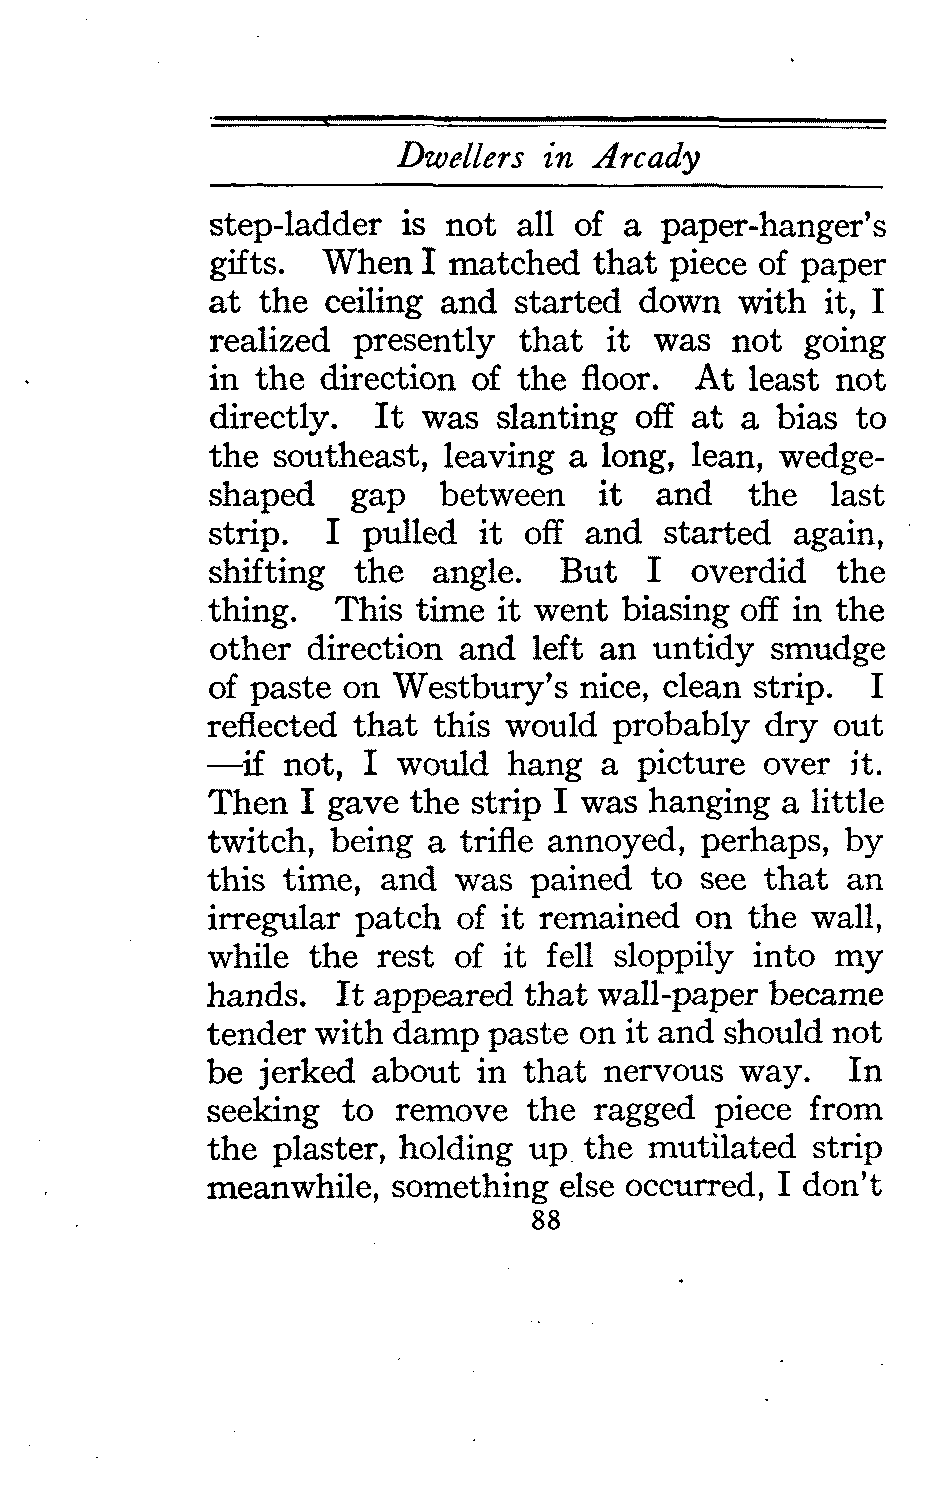 Dwellers in Arcady
step-ladder is not all of a paper-hanger's
gifts. When I matched that piece of paper
at the ceiling and started down with it, I
realized presently that it was not going
in the direction of the floor. At least not
directly. It was slanting off at a bias to
the southeast, leaving a long, lean, wedge-
shaped gap between it and the last
strip. I pulled it off and started again,
shifting the angle. But I overdid the
thing. This time it went biasing off in the
other direction and left an untidy smudge
of paste on Westbury's nice, clean strip. I
reflected that this would probably dry out
—if not, I would hang a picture over it.
Then I gave the strip I was hanging a little
twitch, being a trifle annoyed, perhaps, by
this time, and was pained to see that an
irregular patch of it remained on the wall,
while the rest of it fell sloppily into my
hands. It appeared that wall-paper became
tender with damp paste on it and should not
be jerked about in that nervous way. In
seeking to remove the ragged piece from
the plaster, holding up the mutilated strip
meanwhile, something else occurred, I don't
88